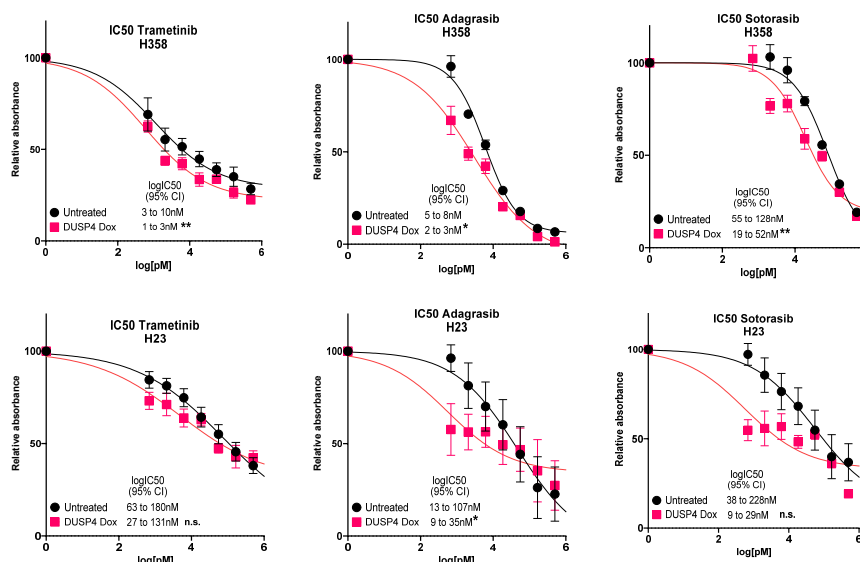 IC50 Trametinib
H358
Relative absorbance
100
50
0
logIC50
(95% CI)
Untreated 3 to 10nM
DUSP4 Dox 1 to 3nM **
0 2 4 6
log[pM]
IC50 Adagrasib
H358
Relative absorbance
100
50
0
logIC50
(95% CI)
Untreated 5 to 8nM
DUSP4 Dox 2 to 3nM *
0 2 4 6
log[pM]
IC50 Sotorasib
H358
Relative absorbance
100
50
0
logIC50
(95% CI)
Untreated 55 to 128nM
DUSP4 Dox 19 to 52nM **
0 2 4 6
log[pM]
IC50 Trametinib
H23
Relative absorbance
100
50
0
logIC50
(95% CI)
Untreated 63 to 180nM
DUSP4 Dox 27 to 131nM n.s.
0 2 4 6
log[pM]
IC50 Adagrasib
H23
Relative absorbance
100
50
0
logIC50
(95% CI)
Untreated 13 to 107nM
DUSP4 Dox 9 to 35nM *
0 2 4 6
log[pM]
IC50 Sotorasib
H23
Relative absorbance
100
50
0
logIC50
(95% CI)
Untreated 38 to 228nM
DUSP4 Dox 9 to 29nM n.s.
0 2 4 6
log[pM]